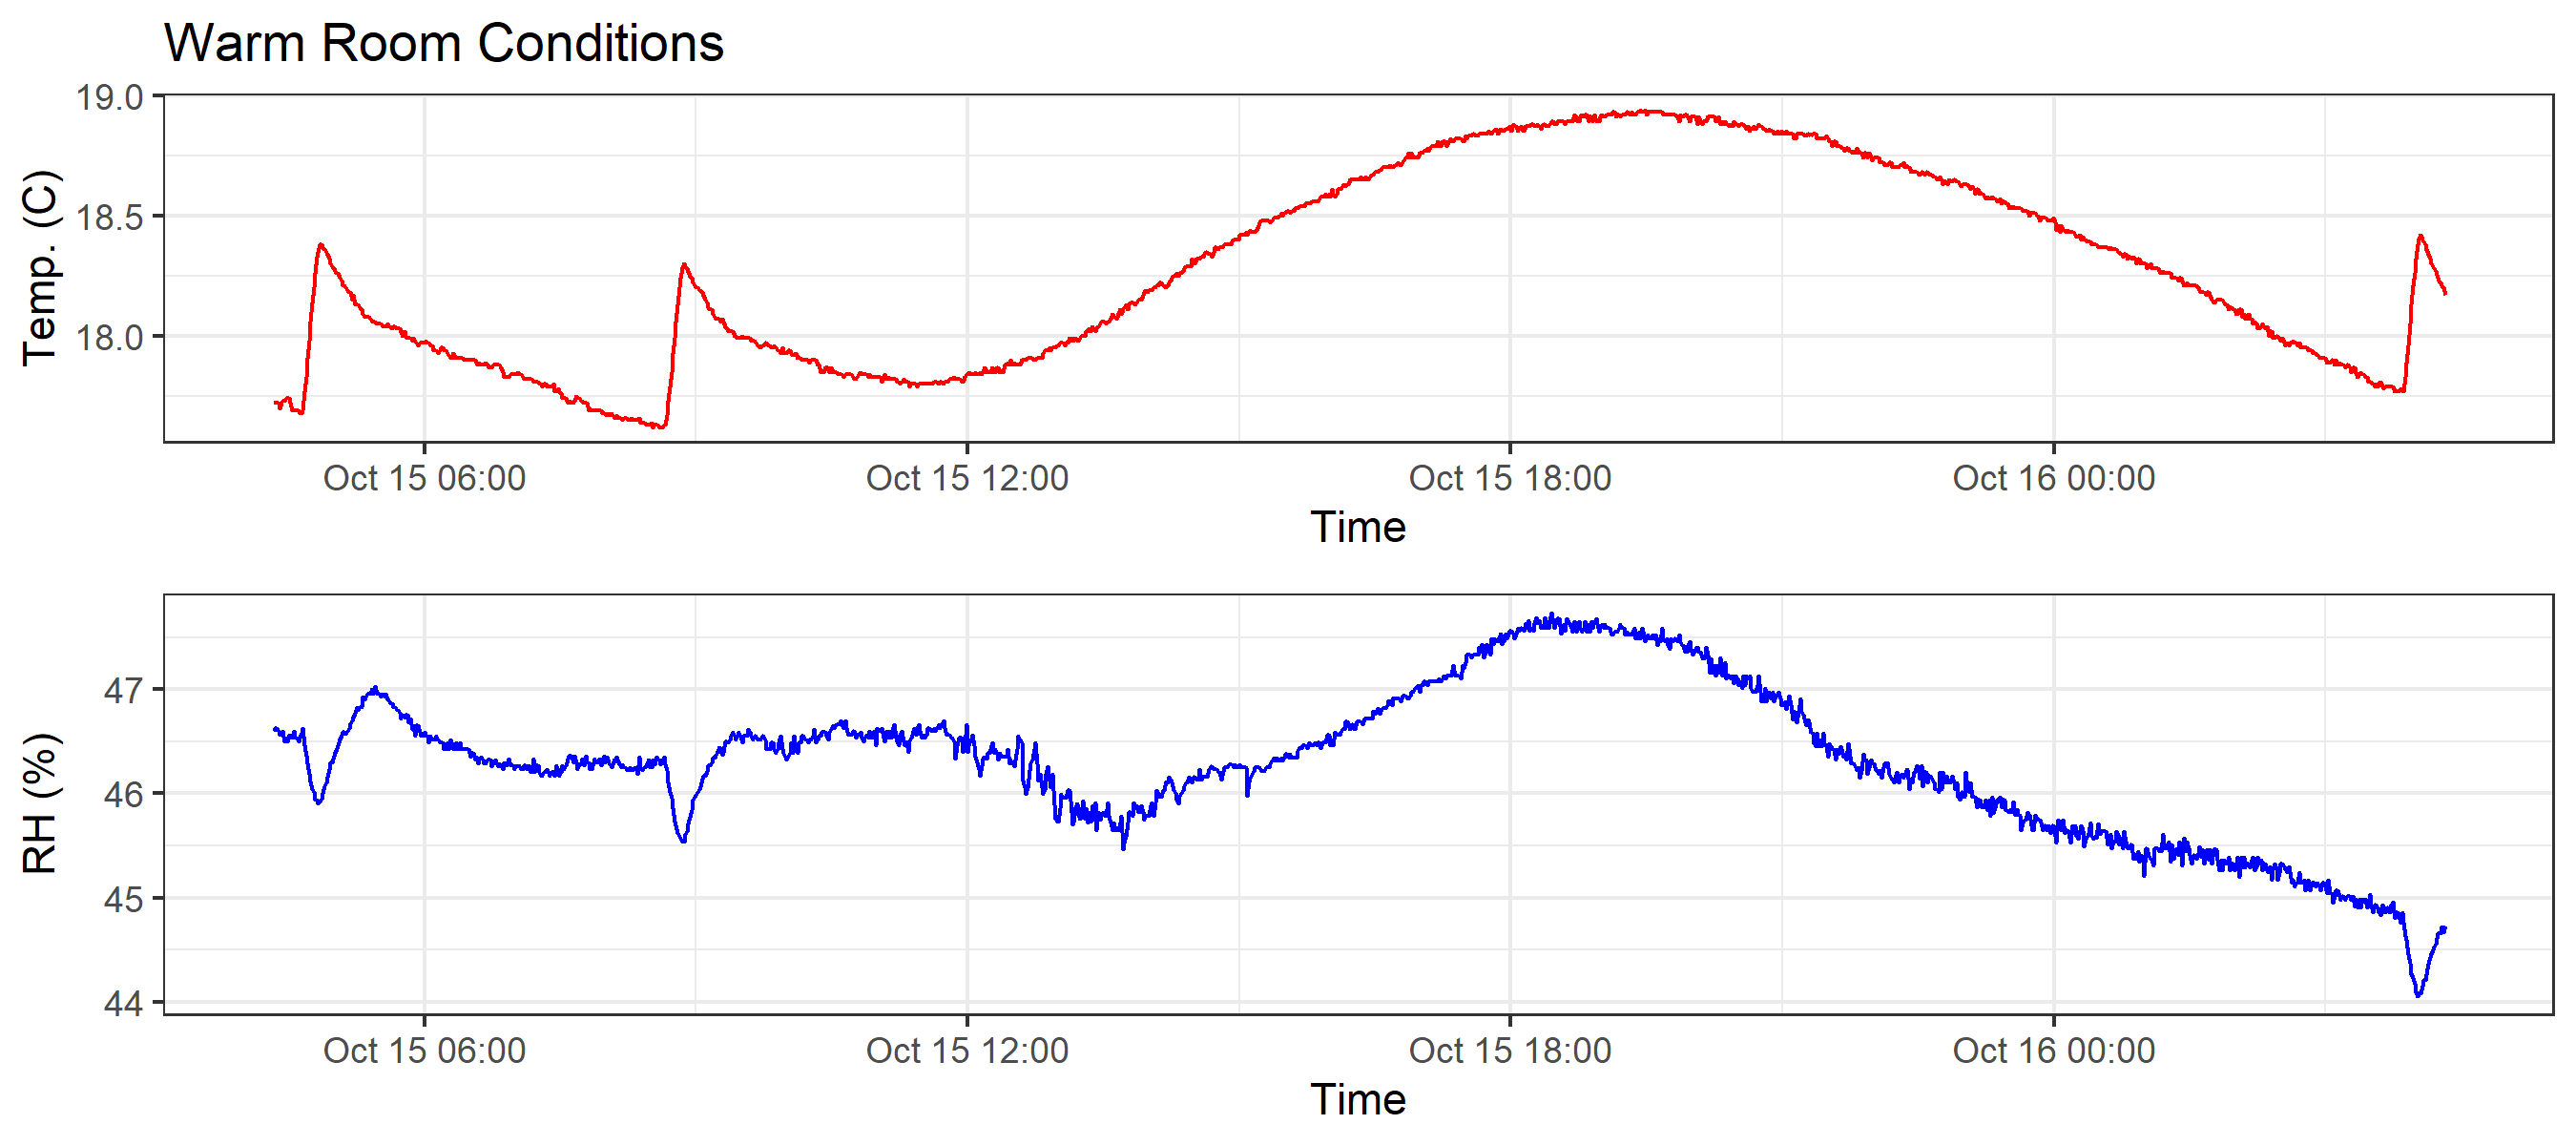 Warm Room Conditions
19.0
18.5
18.0
Temp. (C)
Oct 15 06:00 Oct 15 12:00 Oct 15 18:00 Oct 16 00:00
Time
47
46
45
44
RH (%)
Oct 15 06:00 Oct 15 12:00 Oct 15 18:00 Oct 16 00:00
Time